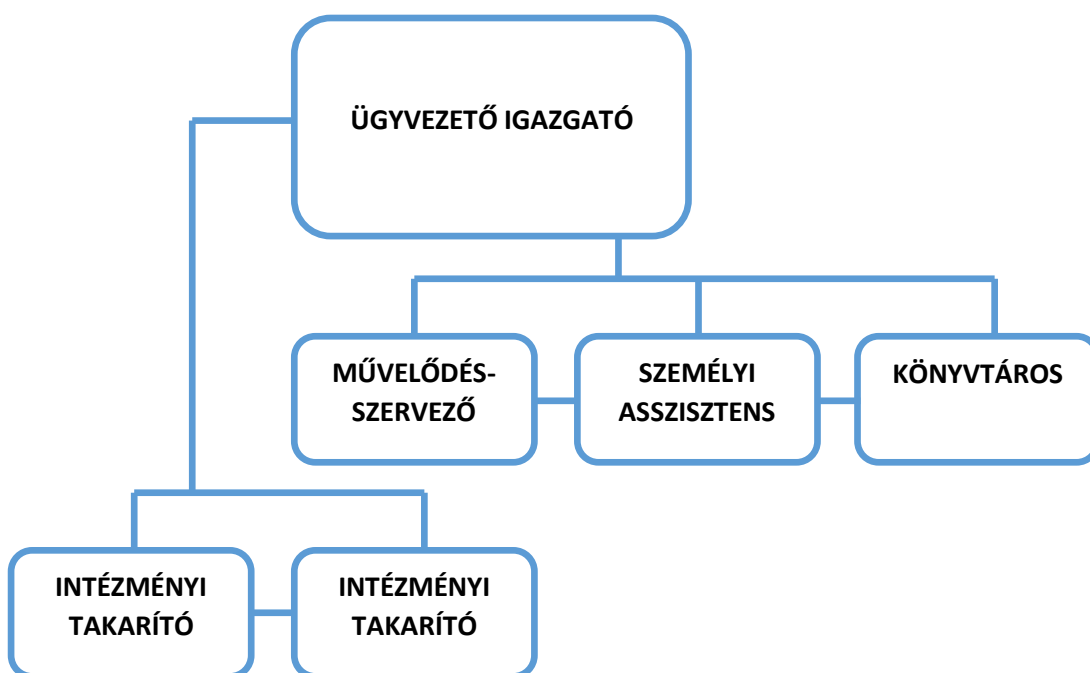 ÜGYVEZETŐ IGAZGATÓ
MŰVELŐDÉS-
SZERVEZŐ
SZEMÉLYI
ASSZISZTENS
KÖNYVTÁROS
INTÉZMÉNYI
TAKARÍTÓ
INTÉZMÉNYI
TAKARÍTÓ